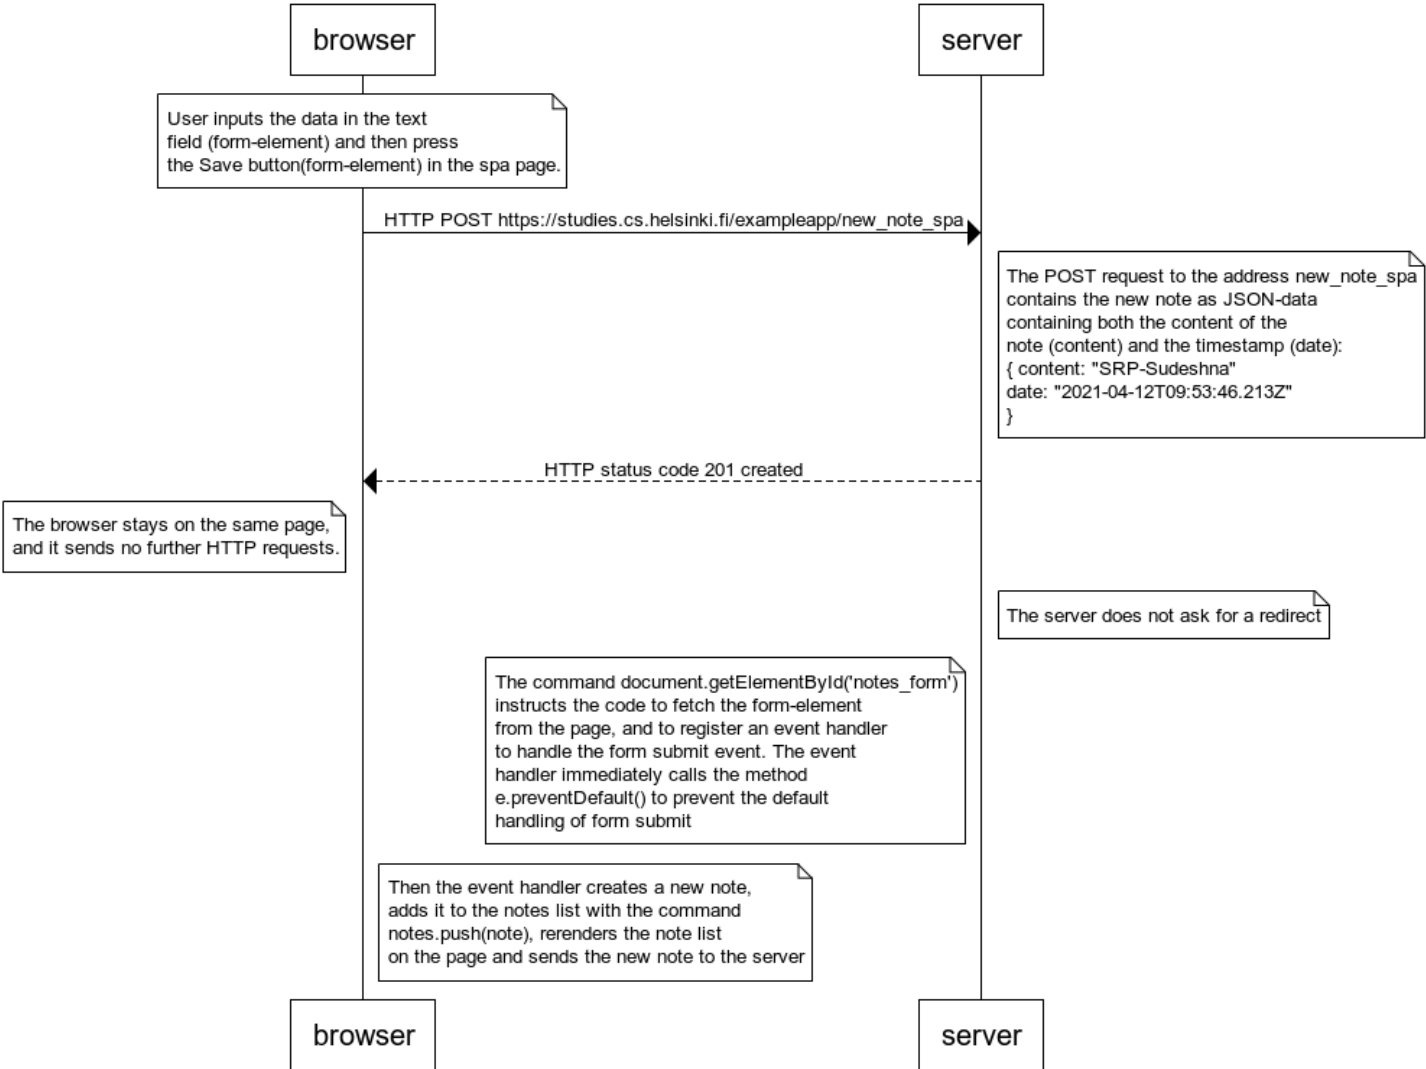 browser
server
User inputs the data in the text
field (form-element) and then press
the Save button(form-element) in the spa page.
HTTP POST https://studies.cs.helsinki.fi/exampleapp/new_note_spa
The POST request to the address new_note_spa
contains the new note as JSON-data
containing both the content of the
note (content) and the timestamp (date):
{ content: "SRP-Sudeshna"
date: "2021-04-12T09:53:46.213Z"
}
HTTP status code 201 created
The browser stays on the same page,
and it sends no further HTTP requests.
The server does not ask for a redirect
The command document.getElementById('notes_form')
instructs the code to fetch the form-element
from the page, and to register an event handler
to handle the form submit event. The event
handler immediately calls the method
e.preventDefault() to prevent the default
handling of form submit
Then the event handler creates a new note,
adds it to the notes list with the command
notes.push(note), rerenders the note list
on the page and sends the new note to the server
browser
server